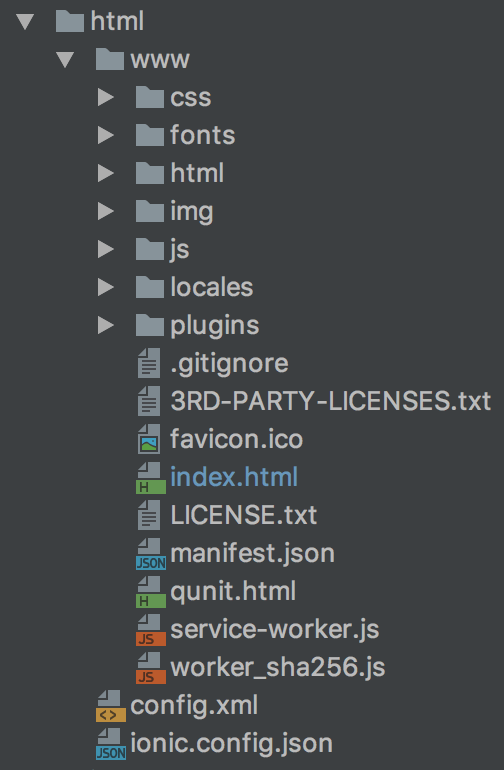 html
www
css
fonts
html
img
js
locales
plugins
.gitignore
3RD-PARTY-LICENSES.txt
favicon.ico
H index.html
LICENSE.txt
JSON manifest.json
H qunit.html
JS service-worker.js
JS worker_sha256.js
<> config.xml
JSON ionic.config.json